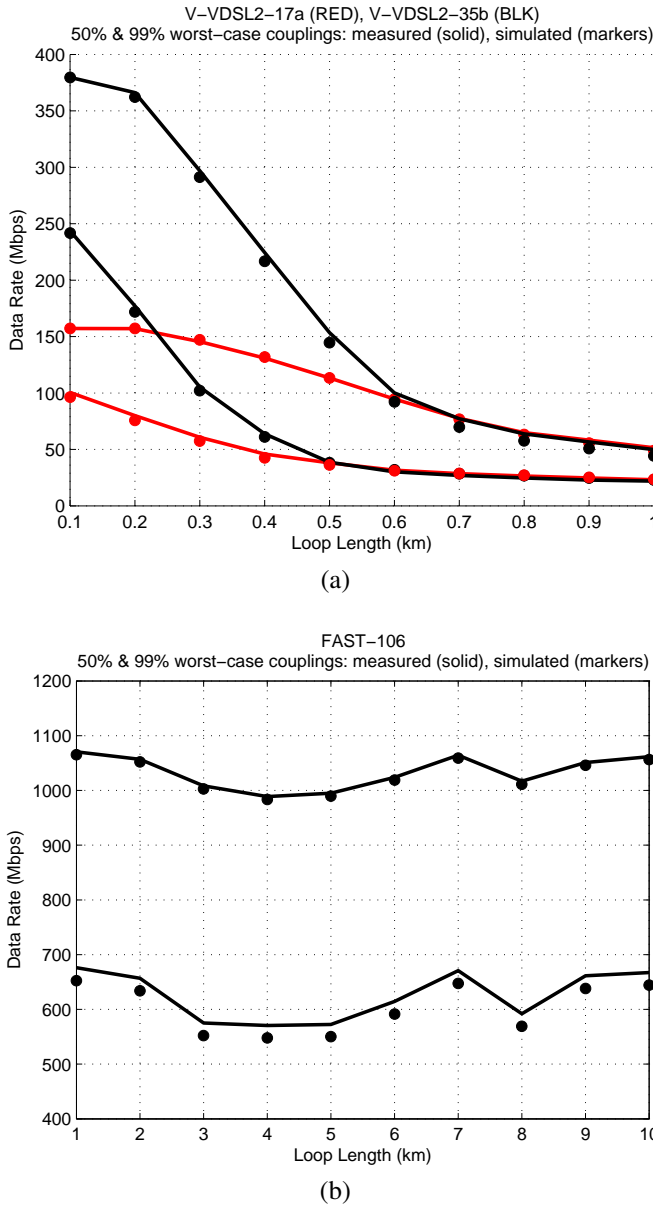 V−VDSL2−17a (RED), V−VDSL2−35b (BLK)
50% & 99% worst−case couplings: measured (solid), simulated (markers)
400
350
300
250
200
150
100
50
0
Data Rate (Mbps)
0.1 0.2 0.3 0.4 0.5 0.6 0.7 0.8 0.9 1
Loop Length (km)
(a)
FAST−106
50% & 99% worst−case couplings: measured (solid), simulated (markers)
1200
1100
1000
900
800
700
600
500
400
Data Rate (Mbps)
1 2 3 4 5 6 7 8 9 10
Loop Length (km)
(b)